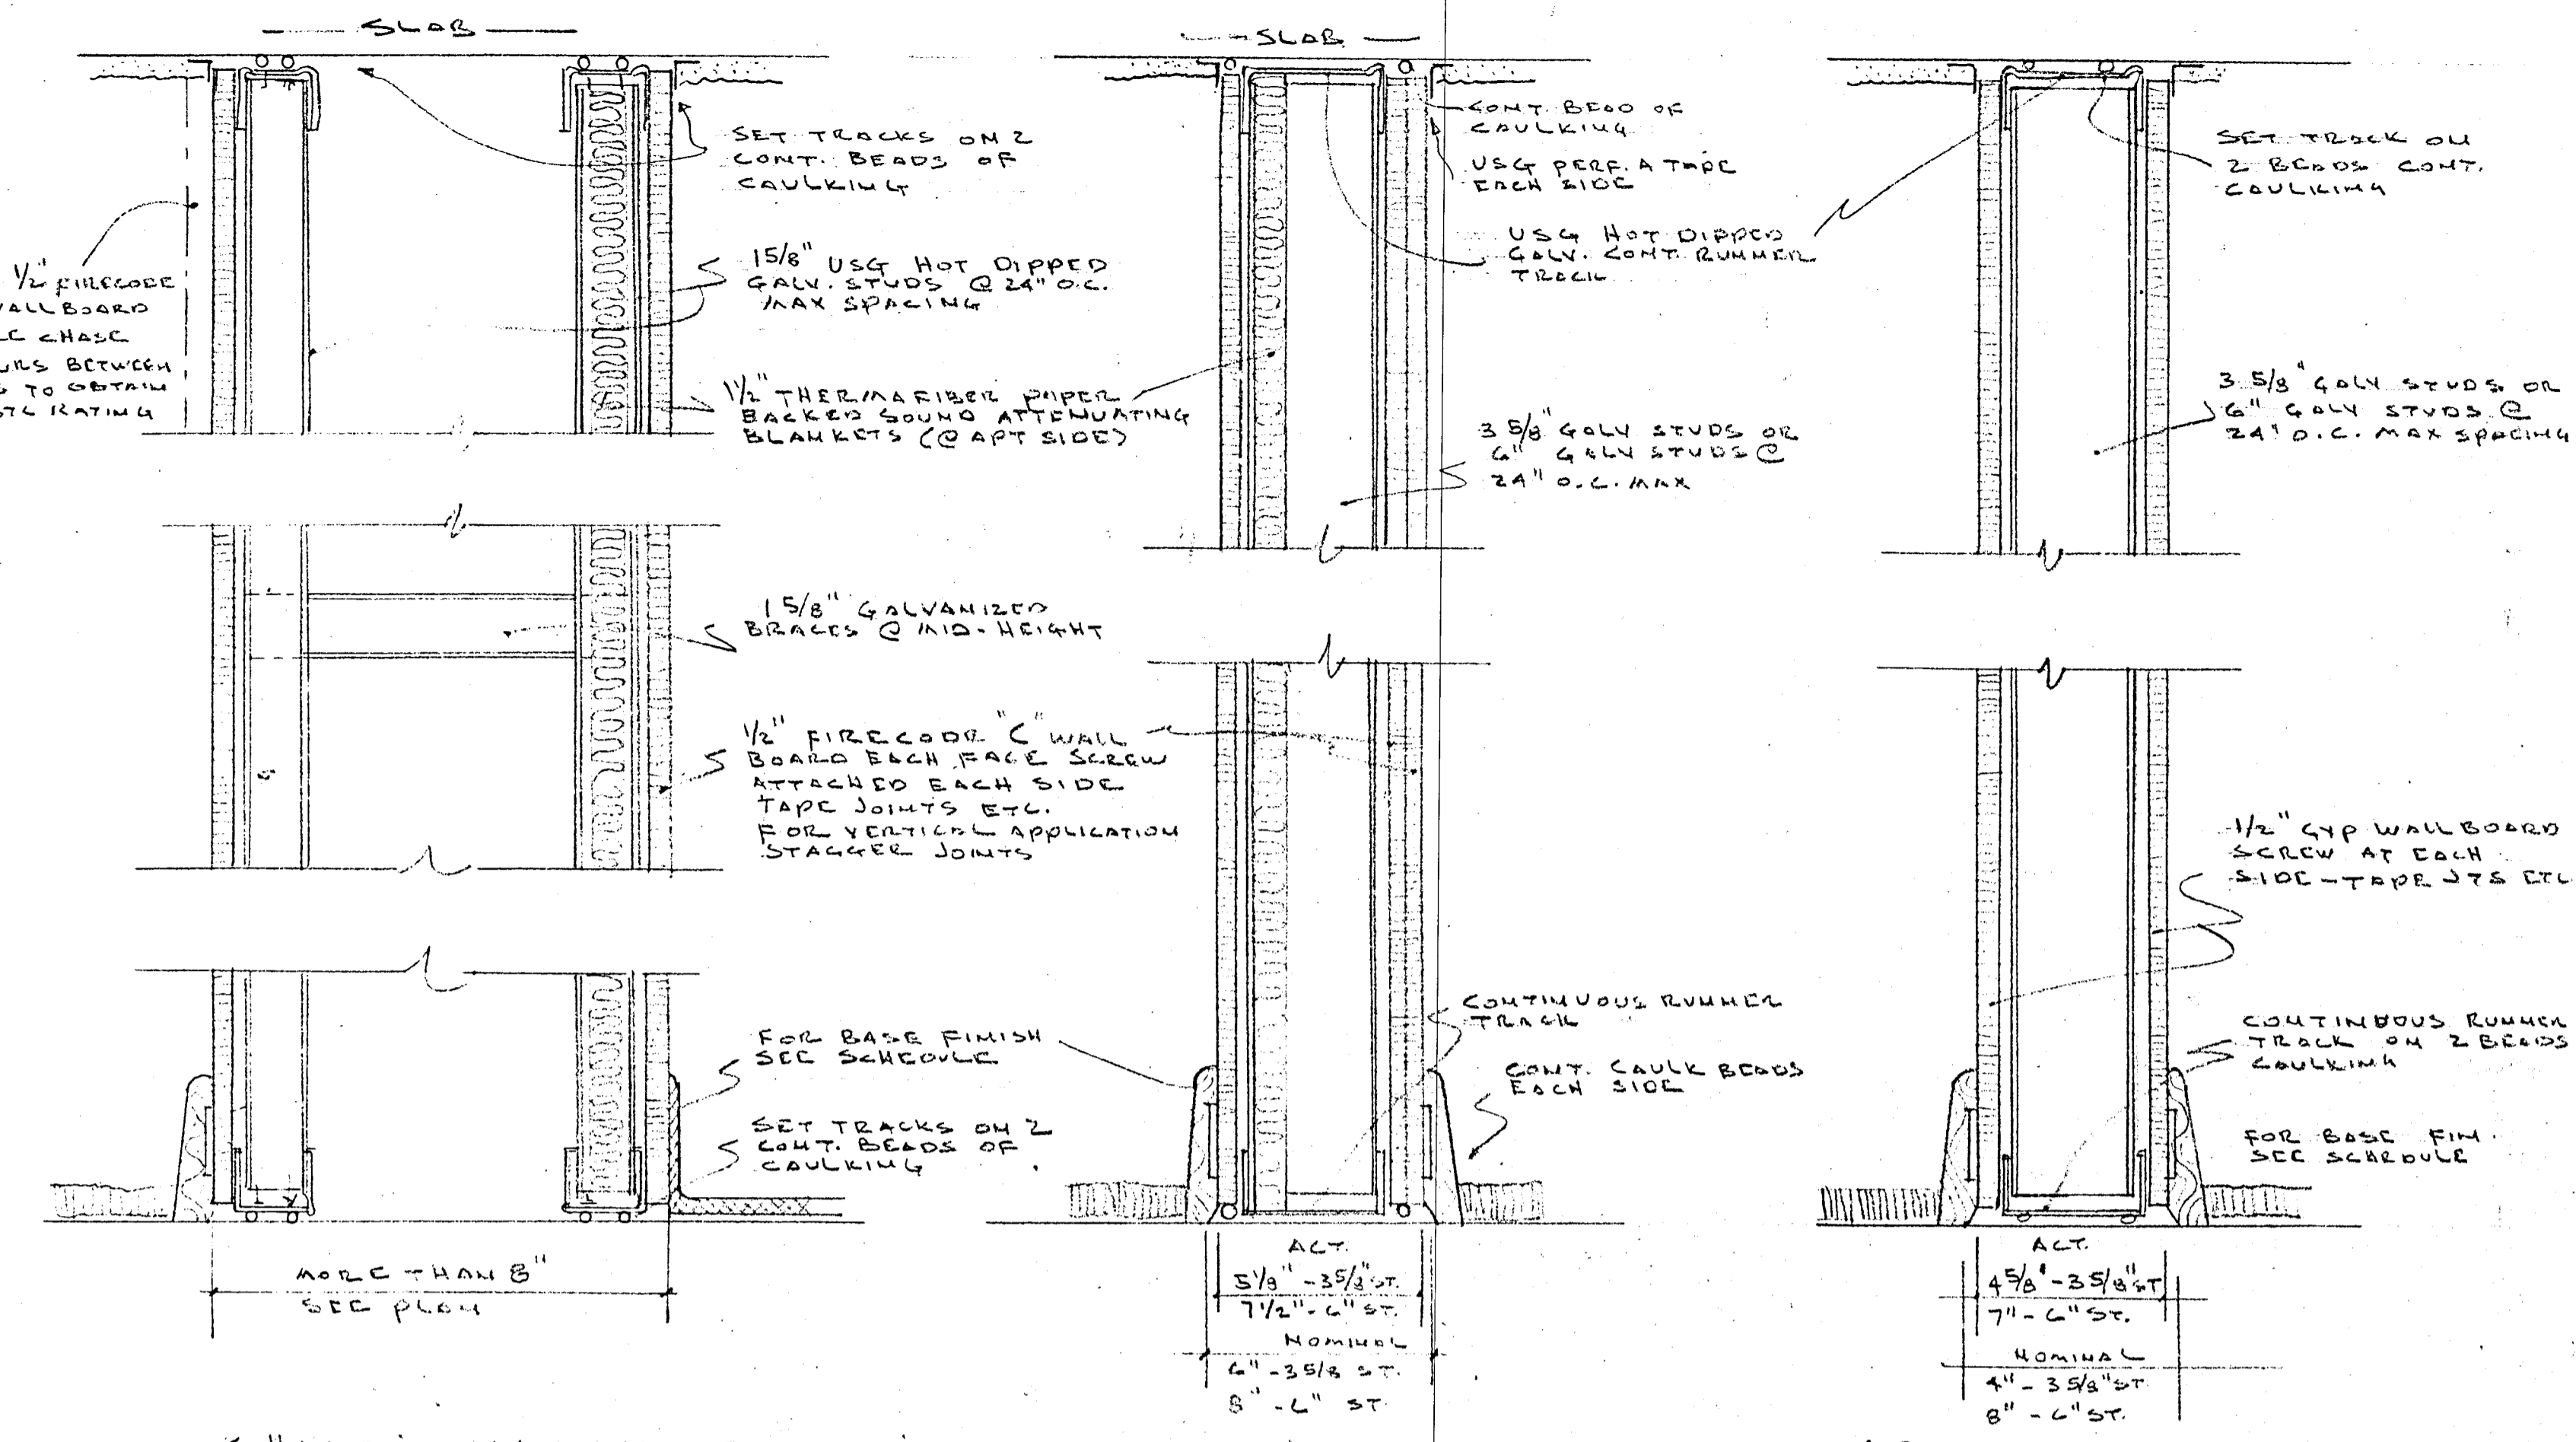 SLAB
SET TRACKS ON 2
CONT. BEADS OF
CAULKING
1/2" FIRECODE
WALLBOARD
CHASE
BETWEEN
TO OBTAIN
STC RATING
1 5/8" USG HOT DIPPED
GALV. STUDS @ 24" O.C.
MAX SPACING
1 1/2" THERMAFIBER PAPER
BACKED SOUND ATTENUATING
BLANKETS (@ APT SIDE)
1 5/8" GALVANIZED
BRACES @ MID-HEIGHT
1/2" FIRECODE "C" WALL
BOARD EACH FACE SCREW
ATTACHED EACH SIDE
TAPE JOINTS ETC.
FOR VERTICAL APPLICATION
STAGGER JOINTS
FOR BASE FINISH
SEE SCHEDULE
SET TRACKS ON 2
CONT. BEADS OF
CAULKING
MORE THAN 8"
SEE PLAN
SLAB
CONT. BEAD OF
CAULKING
USG PERF. A TAPE
EACH SIDE
USG HOT DIPPED
GALV. CONT. RUNNER
TRACK
3 5/8" GALV STUDS OR
6" GALV STUDS @
24" O.C. MAX
CONTINUOUS RUNNER
TRACK
CONT. CAULK BEADS
EACH SIDE
ACT.
5 1/8" - 3 5/8" ST.
7 1/2" - 6" ST.
NOMINAL
6" - 3 5/8 ST.
8" - 6" ST.
SET TRACK ON
2 BEADS CONT.
CAULKING
3 5/8" GALV STUDS OR
6" GALV STUDS @
24" O.C. MAX SPACING
1/2" GYP WALLBOARD
SCREW AT EACH
SIDE - TAPE JTS ETC
CONTINUOUS RUNNER
TRACK ON 2 BEADS
CAULKING
FOR BASE FIN.
SEE SCHEDULE
ACT.
4 5/8" - 3 5/8" ST
7" - 6" ST.
NOMINAL
4" - 3 5/8" ST
8" - 6" ST.